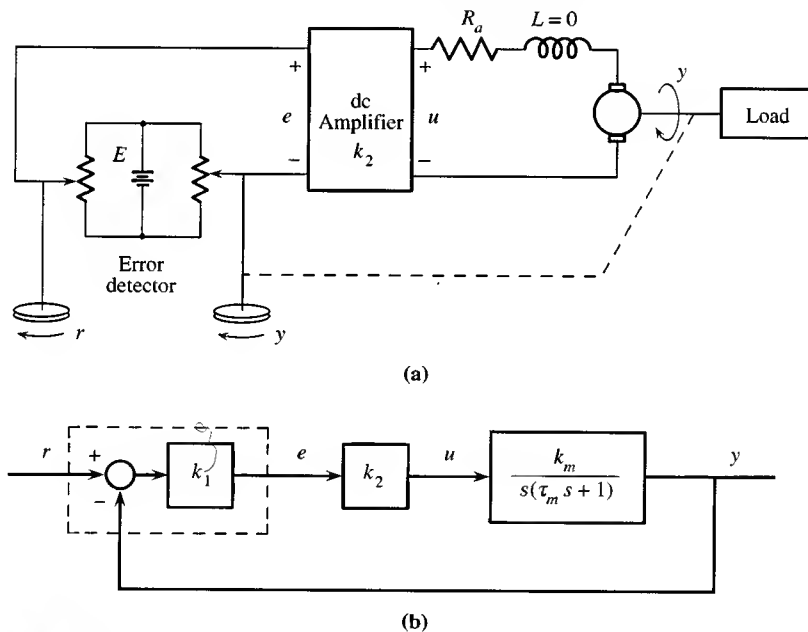 R_a
L = 0
+
+
y
dc
Amplifier
k_2
e
u
Load
E
−
−
Error
detector
r
y
(a)
r
+
−
k_1
e
k_2
u
k_m
s(τ_m s + 1)
y
(b)